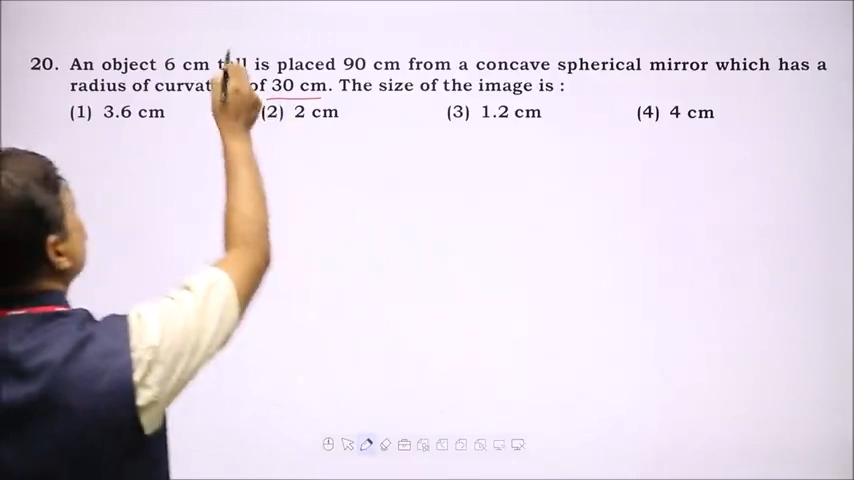 20. An object 6 cm tall is placed 90 cm from a concave spherical mirror which has a
radius of curvature of 30 cm. The size of the image is :
(1) 3.6 cm (2) 2 cm (3) 1.2 cm (4) 4 cm